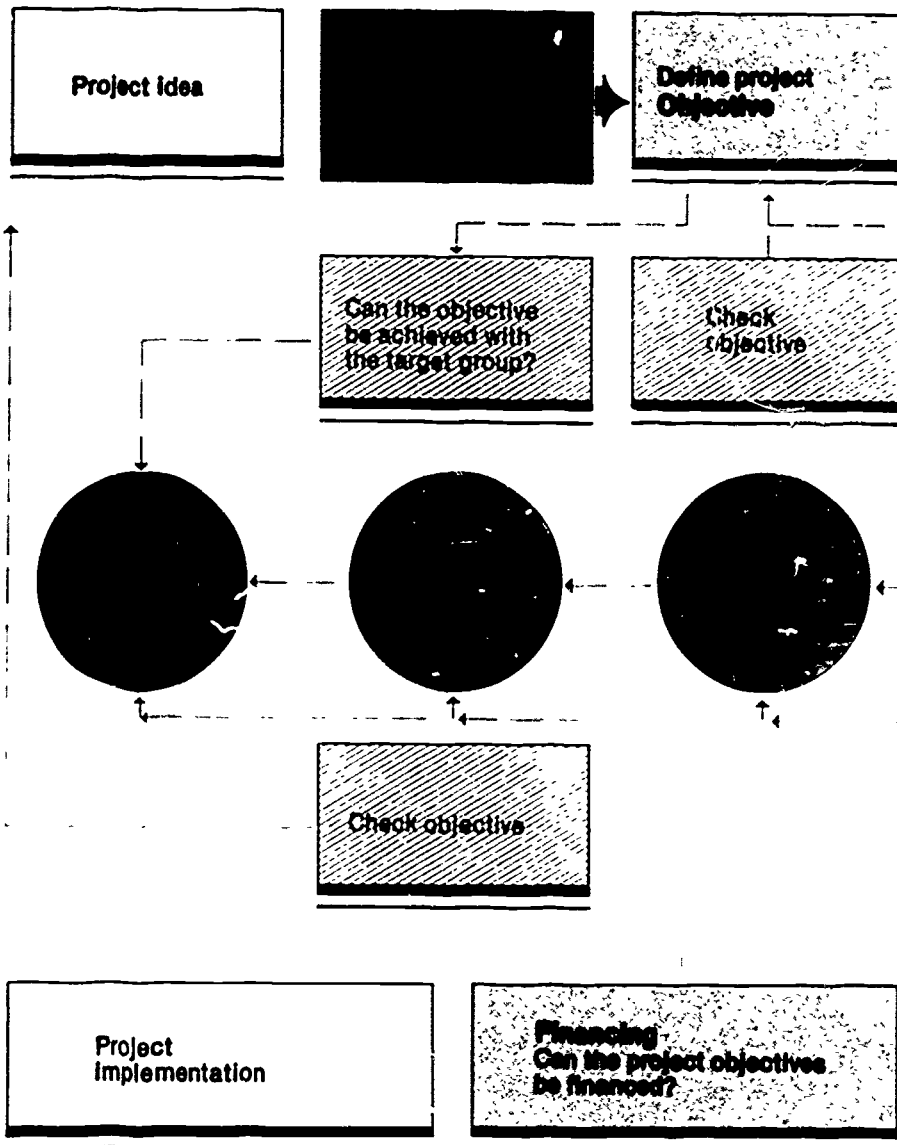 Project idea
Define project
Objective
Can the objective
be achieved with
the target group?
Check
objective
Check objective
Project
implementation
Financing
Can the project objectives
be financed?